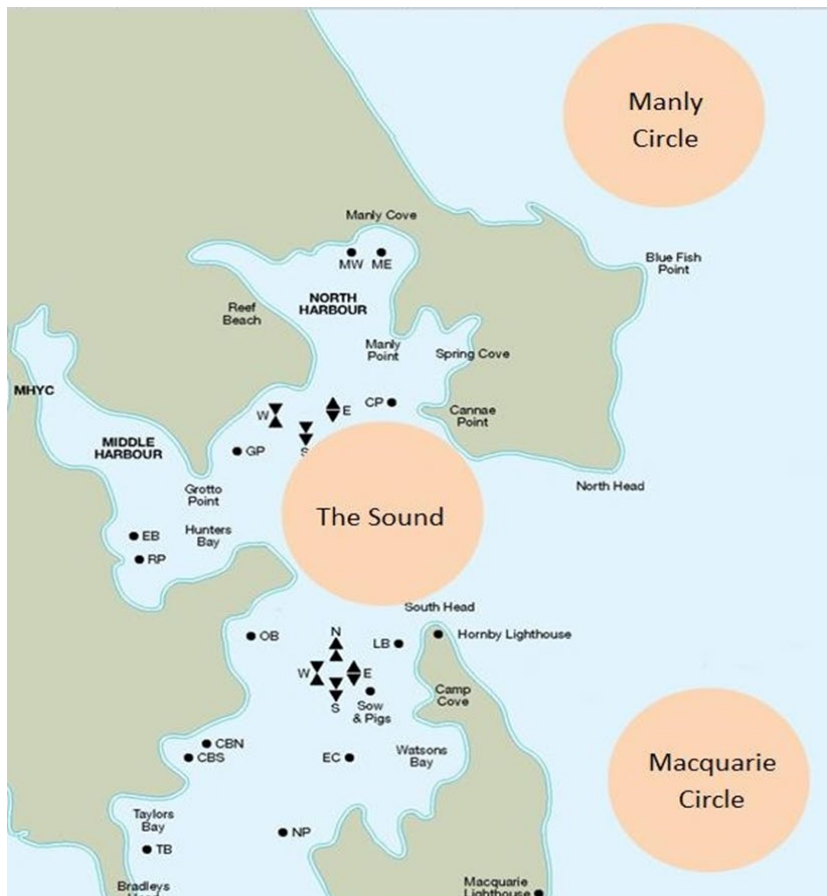 Manly
Circle
Manly Cove
MW ME
Blue Fish
Point
NORTH
HARBOUR
Reef
Beach
Manly
Point
Spring Cove
MHYC
CP
W E
Cannae
Point
S
GP
MIDDLE
HARBOUR
Grotto
Point
North Head
The Sound
EB
Hunters
Bay
RP
South Head
OB
N
LB
Hornby Lighthouse
W E
S
Sow
& Pigs
Camp
Cove
CBN
CBS
EC
Watsons
Bay
Macquarie
Circle
Taylors
Bay
NP
TB
Bradleys
Macquarie
Lighthouse